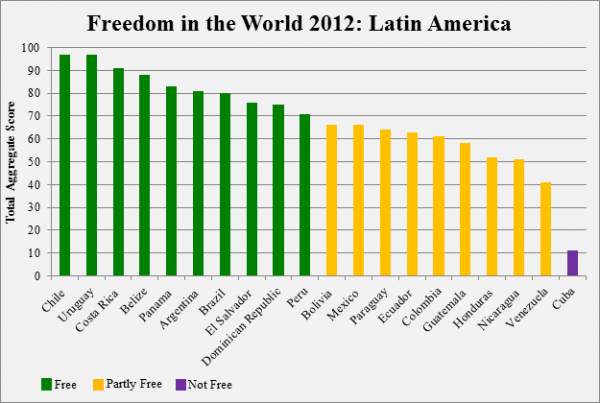 Freedom in the World 2012: Latin America
Total Aggregate Score
100
90
80
70
60
50
40
30
20
10
0
Chile
Uruguay
Costa Rica
Belize
Panama
Argentina
Brazil
El Salvador
Dominican Republic
Peru
Bolivia
Mexico
Paraguay
Ecuador
Colombia
Guatemala
Honduras
Nicaragua
Venezuela
Cuba
Free Partly Free Not Free